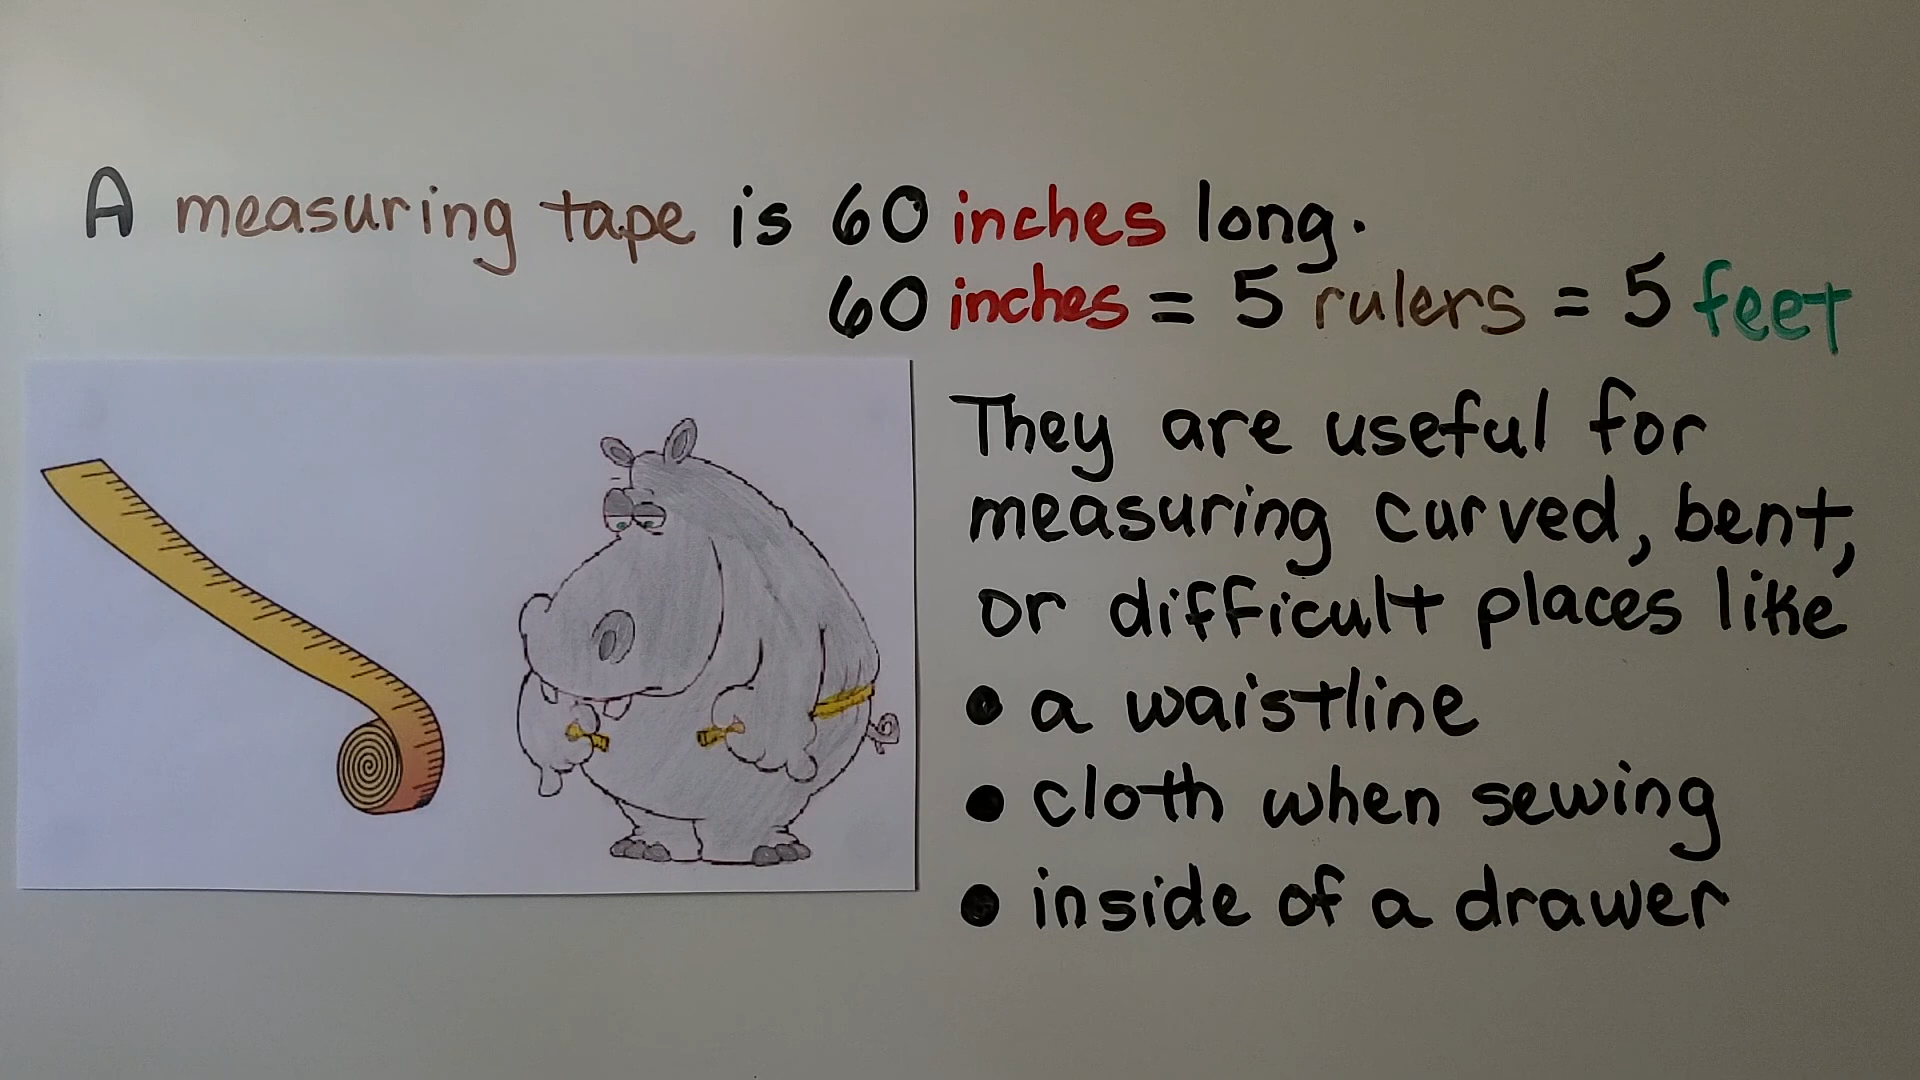 A measuring tape is 60 inches long.
60 inches = 5 rulers = 5 feet
They are useful for
measuring curved, bent,
or difficult places like
• a waistline
• cloth when sewing
• inside of a drawer